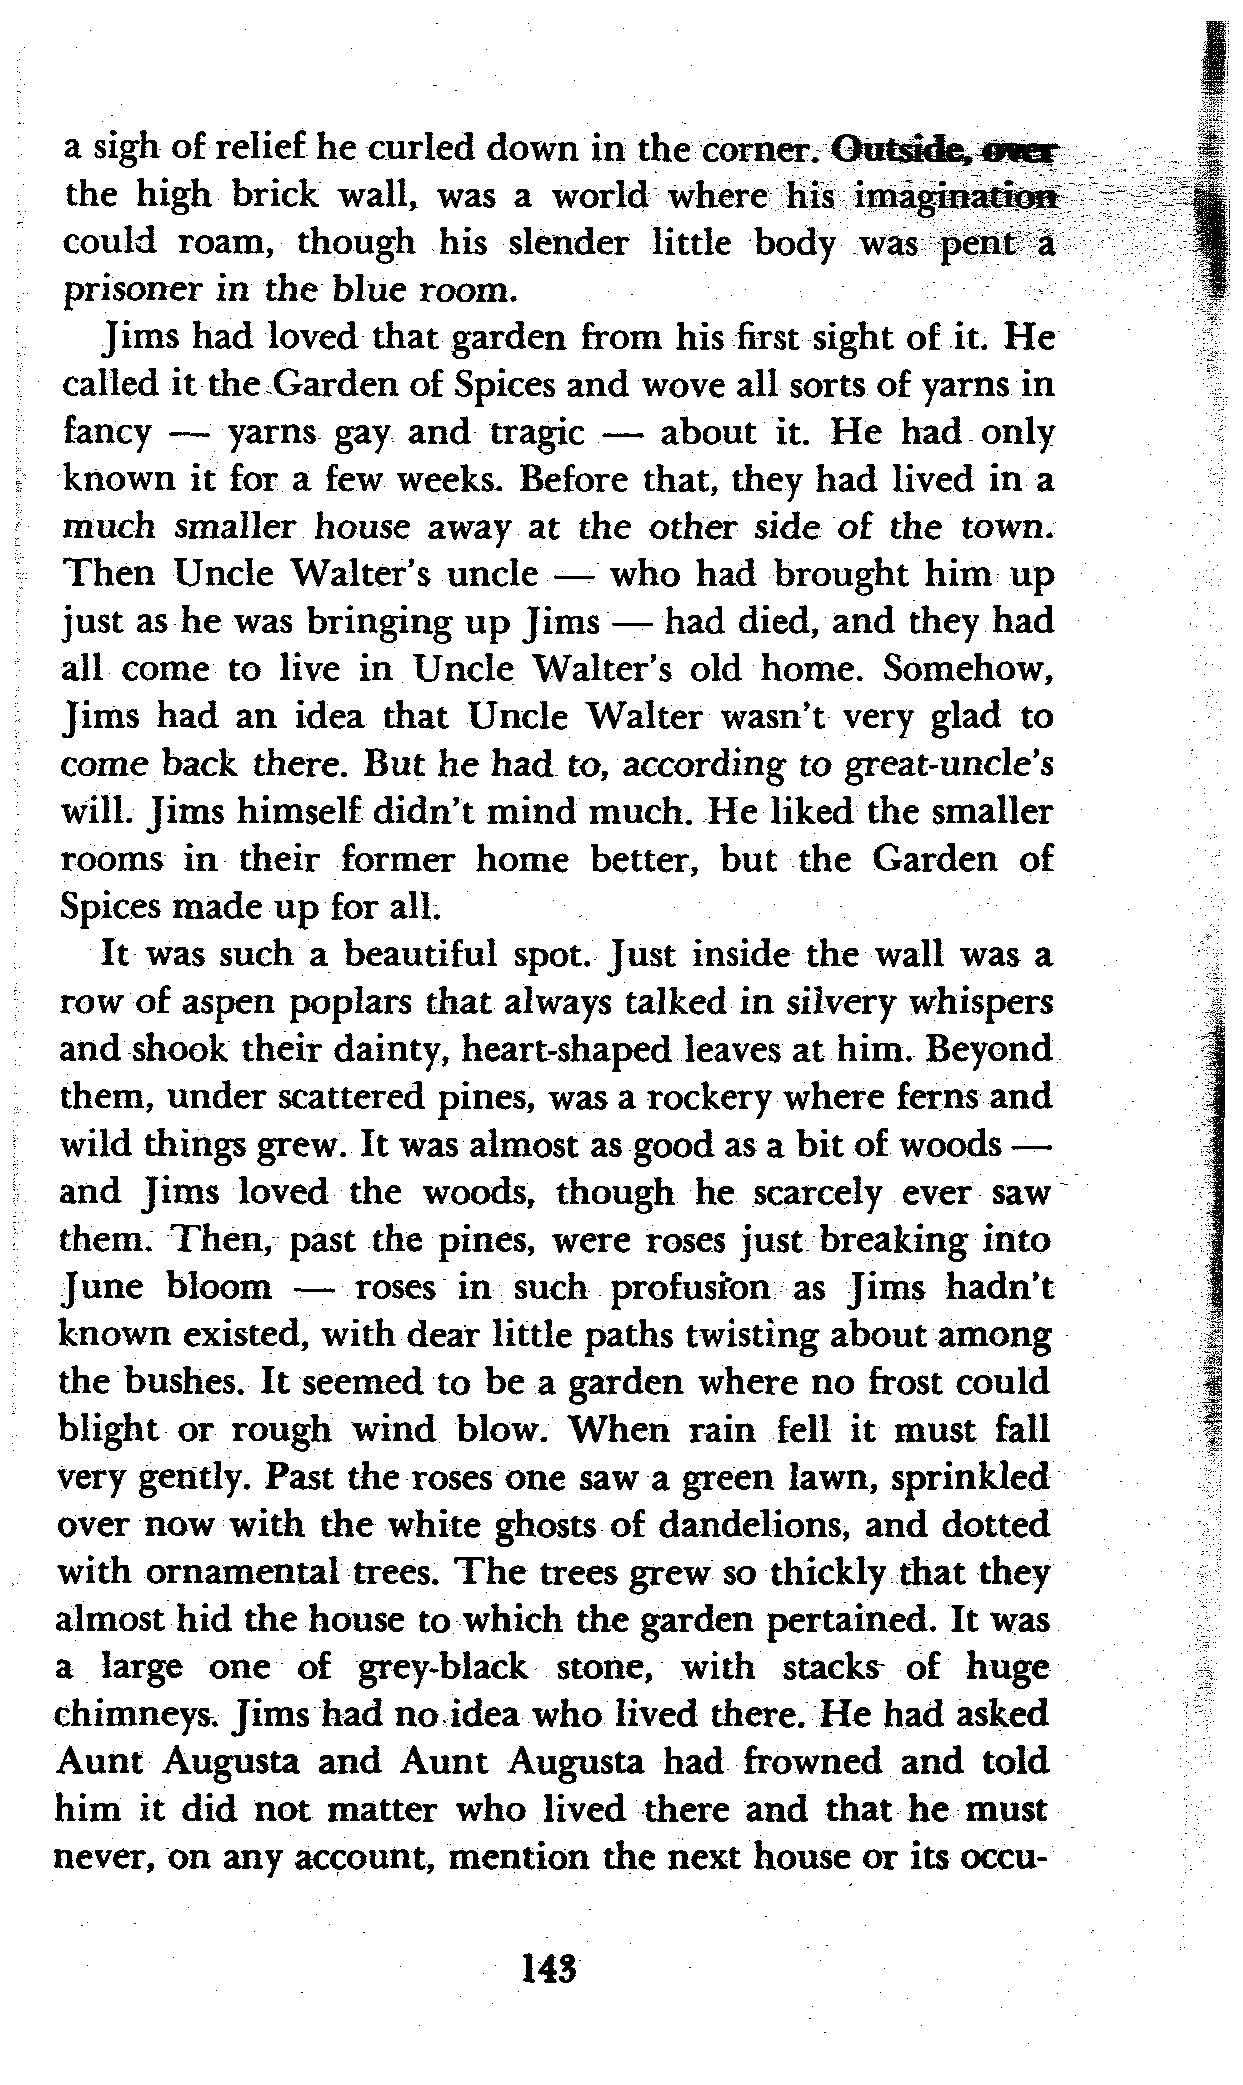 a sigh of relief he curled down in the corner. Outside, over
the high brick wall, was a world where his imagination
could roam, though his slender little body was pent a
prisoner in the blue room.
Jims had loved that garden from his first sight of it. He
called it the Garden of Spices and wove all sorts of yarns in
fancy — yarns gay and tragic — about it. He had only
known it for a few weeks. Before that, they had lived in a
much smaller house away at the other side of the town.
Then Uncle Walter's uncle — who had brought him up
just as he was bringing up Jims — had died, and they had
all come to live in Uncle Walter's old home. Somehow,
Jims had an idea that Uncle Walter wasn't very glad to
come back there. But he had to, according to great-uncle's
will. Jims himself didn't mind much. He liked the smaller
rooms in their former home better, but the Garden of
Spices made up for all.
It was such a beautiful spot. Just inside the wall was a
row of aspen poplars that always talked in silvery whispers
and shook their dainty, heart-shaped leaves at him. Beyond
them, under scattered pines, was a rockery where ferns and
wild things grew. It was almost as good as a bit of woods —
and Jims loved the woods, though he scarcely ever saw
them. Then, past the pines, were roses just breaking into
June bloom — roses in such profusion as Jims hadn't
known existed, with dear little paths twisting about among
the bushes. It seemed to be a garden where no frost could
blight or rough wind blow. When rain fell it must fall
very gently. Past the roses one saw a green lawn, sprinkled
over now with the white ghosts of dandelions, and dotted
with ornamental trees. The trees grew so thickly that they
almost hid the house to which the garden pertained. It was
a large one of grey-black stone, with stacks of huge
chimneys. Jims had no idea who lived there. He had asked
Aunt Augusta and Aunt Augusta had frowned and told
him it did not matter who lived there and that he must
never, on any account, mention the next house or its occu-
143